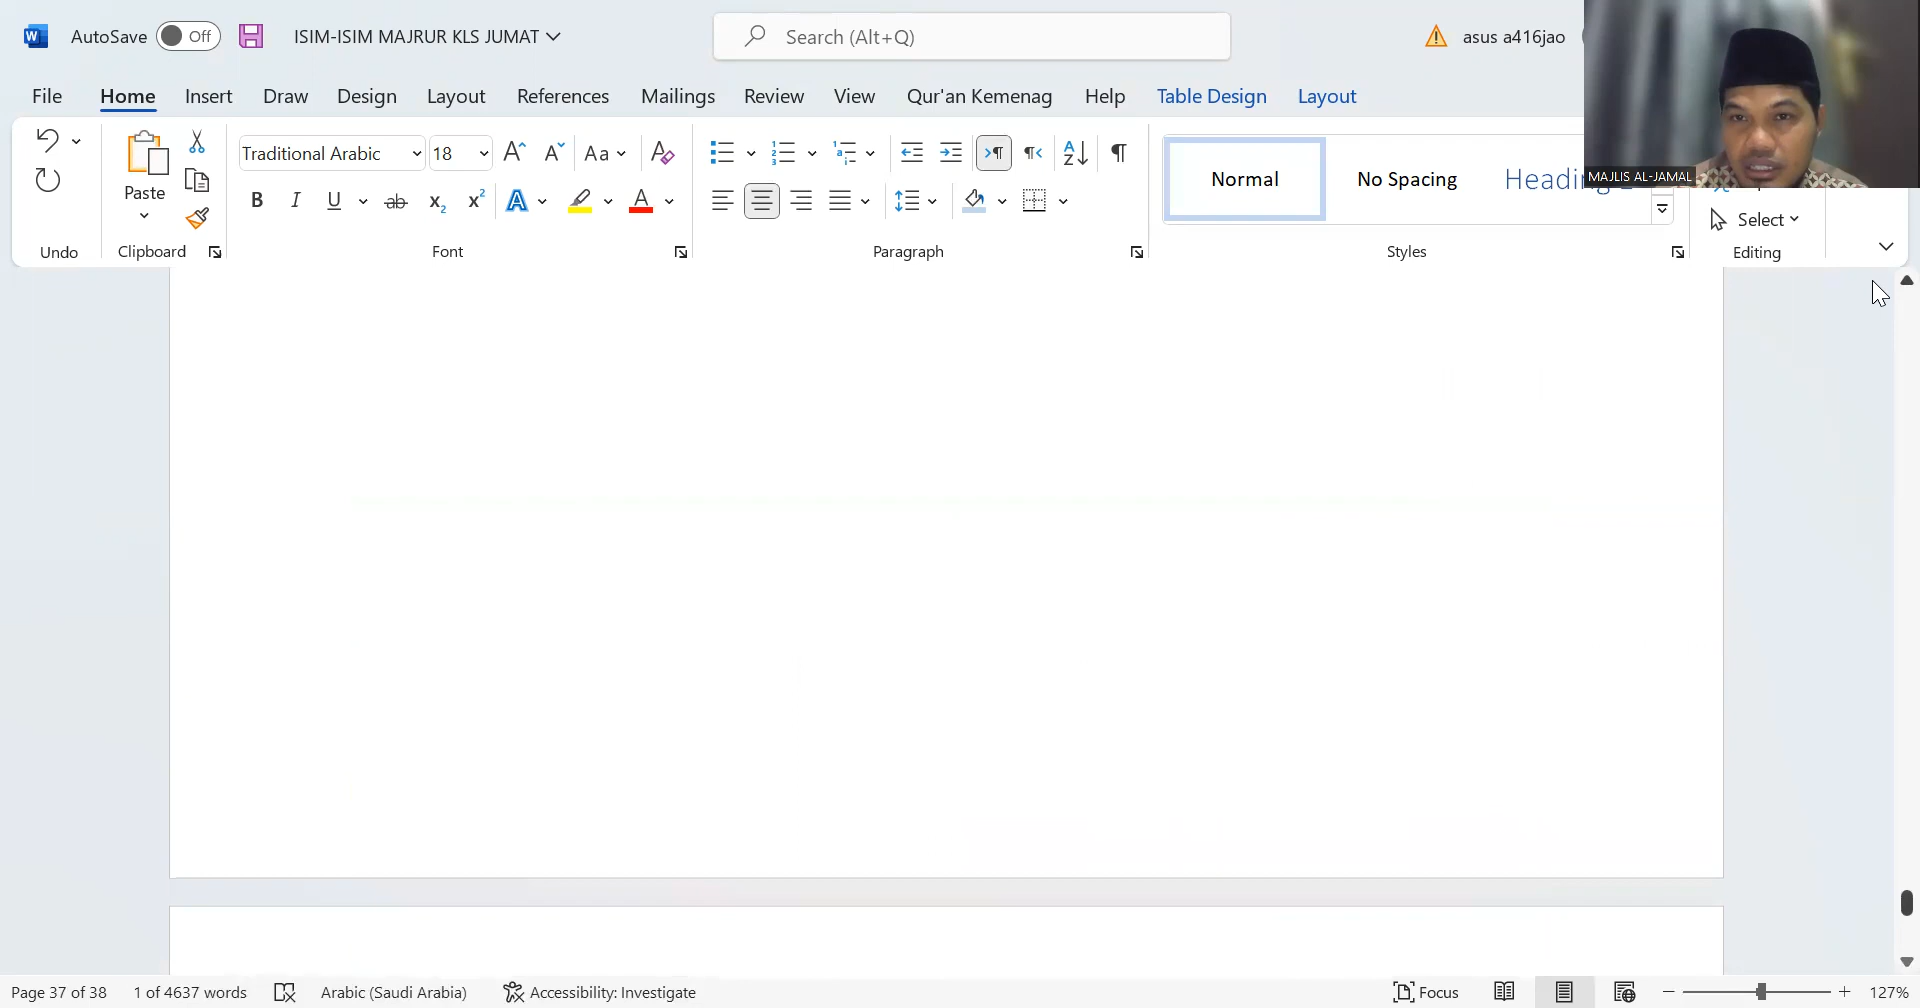 AutoSave Off ISIM-ISIM MAJRUR KLS JUMAT Search (Alt+Q) asus a416jao
File Home Insert Draw Design Layout References Mailings Review View Qur'an Kemenag Help Table Design Layout
Traditional Arabic 18 Aa
Paste
Normal No Spacing
MAJLIS AL-JAMAL
Select
Undo Clipboard Font Paragraph Styles Editing
Page 37 of 38 1 of 4637 words Arabic (Saudi Arabia) Accessibility: Investigate Focus 127%